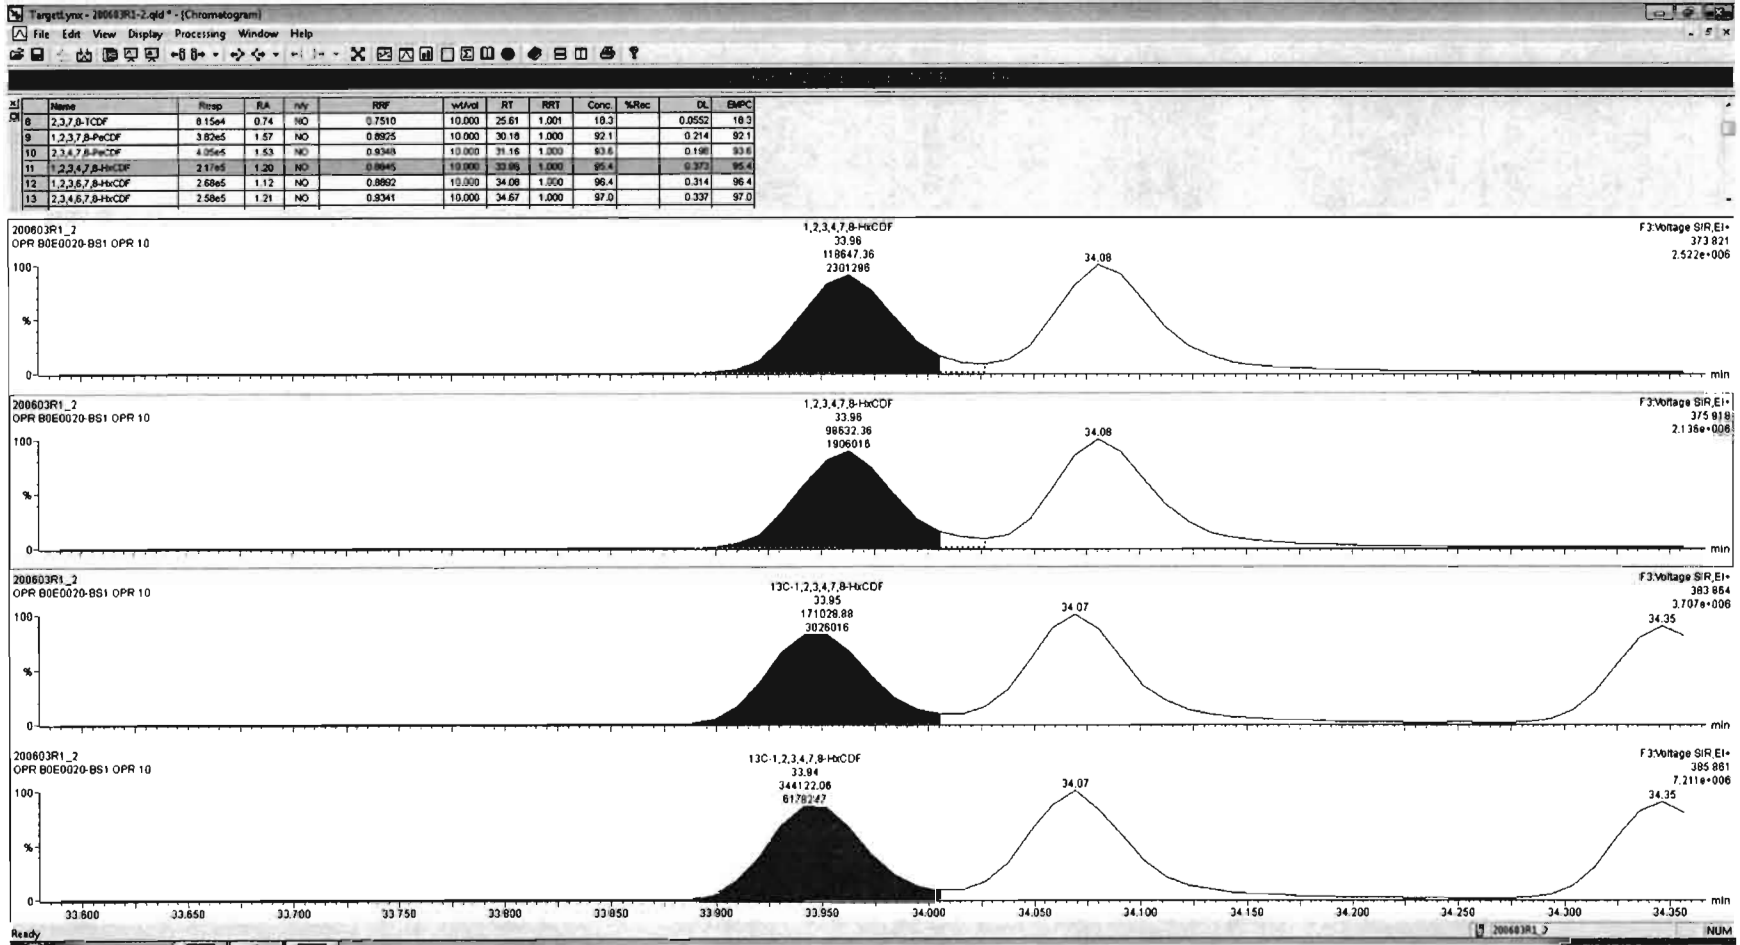 TargetLynx - 200603R1-2.qld * - [Chromatogram]
File Edit View Display Processing Window Help
Name Resp RA n/y RRF wt/vol RT RRT Conc. %Rec DL EMPC
8 2,3,7,8-TCDF 8.15e4 0.74 NO 0.7510 10.000 25.61 1.001 18.3 0.0552 18.3
9 1,2,3,7,8-PeCDF 3.82e5 1.57 NO 0.8925 10.000 30.18 1.000 92.1 0.214 92.1
10 2,3,4,7,8-PeCDF 4.05e5 1.53 NO 0.9348 10.000 31.16 1.000 93.6 0.198 93.6
11 1,2,3,4,7,8-HxCDF 2.17e5 1.20 NO 10.000 33.96 1.000 95.4 0.373 95.4
12 1,2,3,6,7,8-HxCDF 2.68e5 1.12 NO 0.8892 10.000 34.08 1.000 96.4 0.314 96.4
13 2,3,4,6,7,8-HxCDF 2.58e5 1.21 NO 0.9341 10.000 34.67 1.000 97.0 0.337 97.0
200603R1_2
OPR B0E0020-BS1 OPR 10
1,2,3,4,7,8-HxCDF
33.96
118647.36
2301296
34.08
F3:Voltage SIR,EI+
373.821
2.522e+006
100
%
0
min
200603R1_2
OPR B0E0020-BS1 OPR 10
1,2,3,4,7,8-HxCDF
33.96
98632.36
1906016
34.08
F3:Voltage SIR,EI+
375.818
2.136e+006
100
%
0
min
200603R1_2
OPR B0E0020-BS1 OPR 10
13C-1,2,3,4,7,8-HxCDF
33.95
171029.88
3026016
34.07
34.35
F3:Voltage SIR,EI+
383.864
3.707e+006
100
%
0
min
200603R1_2
OPR B0E0020-BS1 OPR 10
13C-1,2,3,4,7,8-HxCDF
33.94
344122.06
6178247
34.07
34.35
F3:Voltage SIR,EI+
385.861
7.211e+006
100
%
0
min
33.600 33.650 33.700 33.750 33.800 33.850 33.900 33.950 34.000 34.050 34.100 34.150 34.200 34.250 34.300 34.350
Ready
200603R1_2
NUM